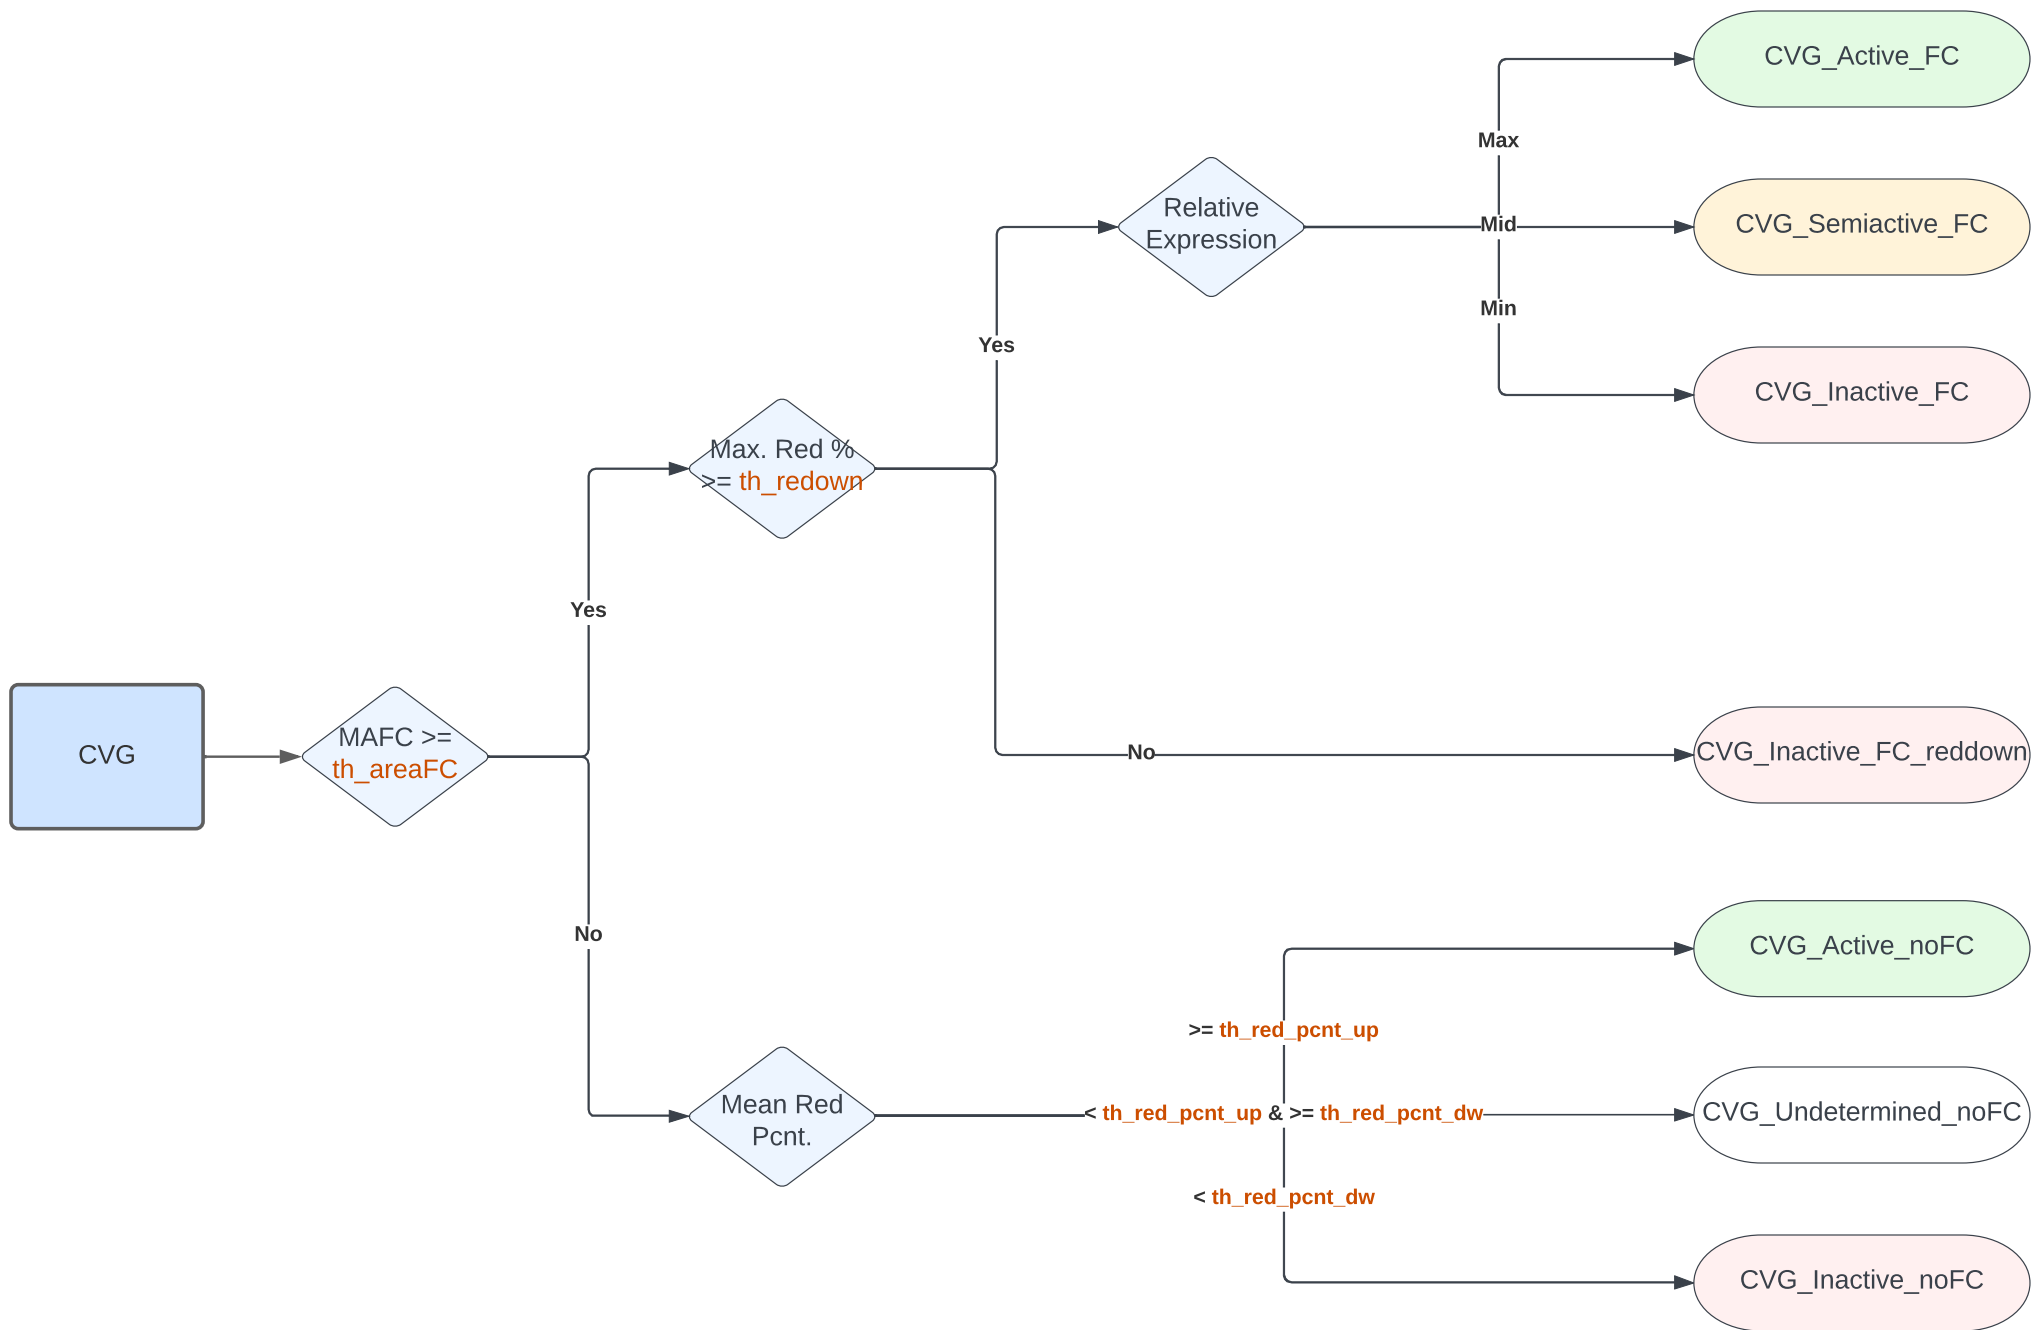 CVG_Active_FC
Max
Relative
Expression
Mid
CVG_Semiactive_FC
Min
Yes
CVG_Inactive_FC
Max. Red %
>= th_redown
Yes
MAFC >=
th_areaFC
CVG
No
CVG_Inactive_FC_reddown
No
CVG_Active_noFC
>= th_red_pcnt_up
Mean Red
Pcnt.
< th_red_pcnt_up & >= th_red_pcnt_dw
CVG_Undetermined_noFC
< th_red_pcnt_dw
CVG_Inactive_noFC